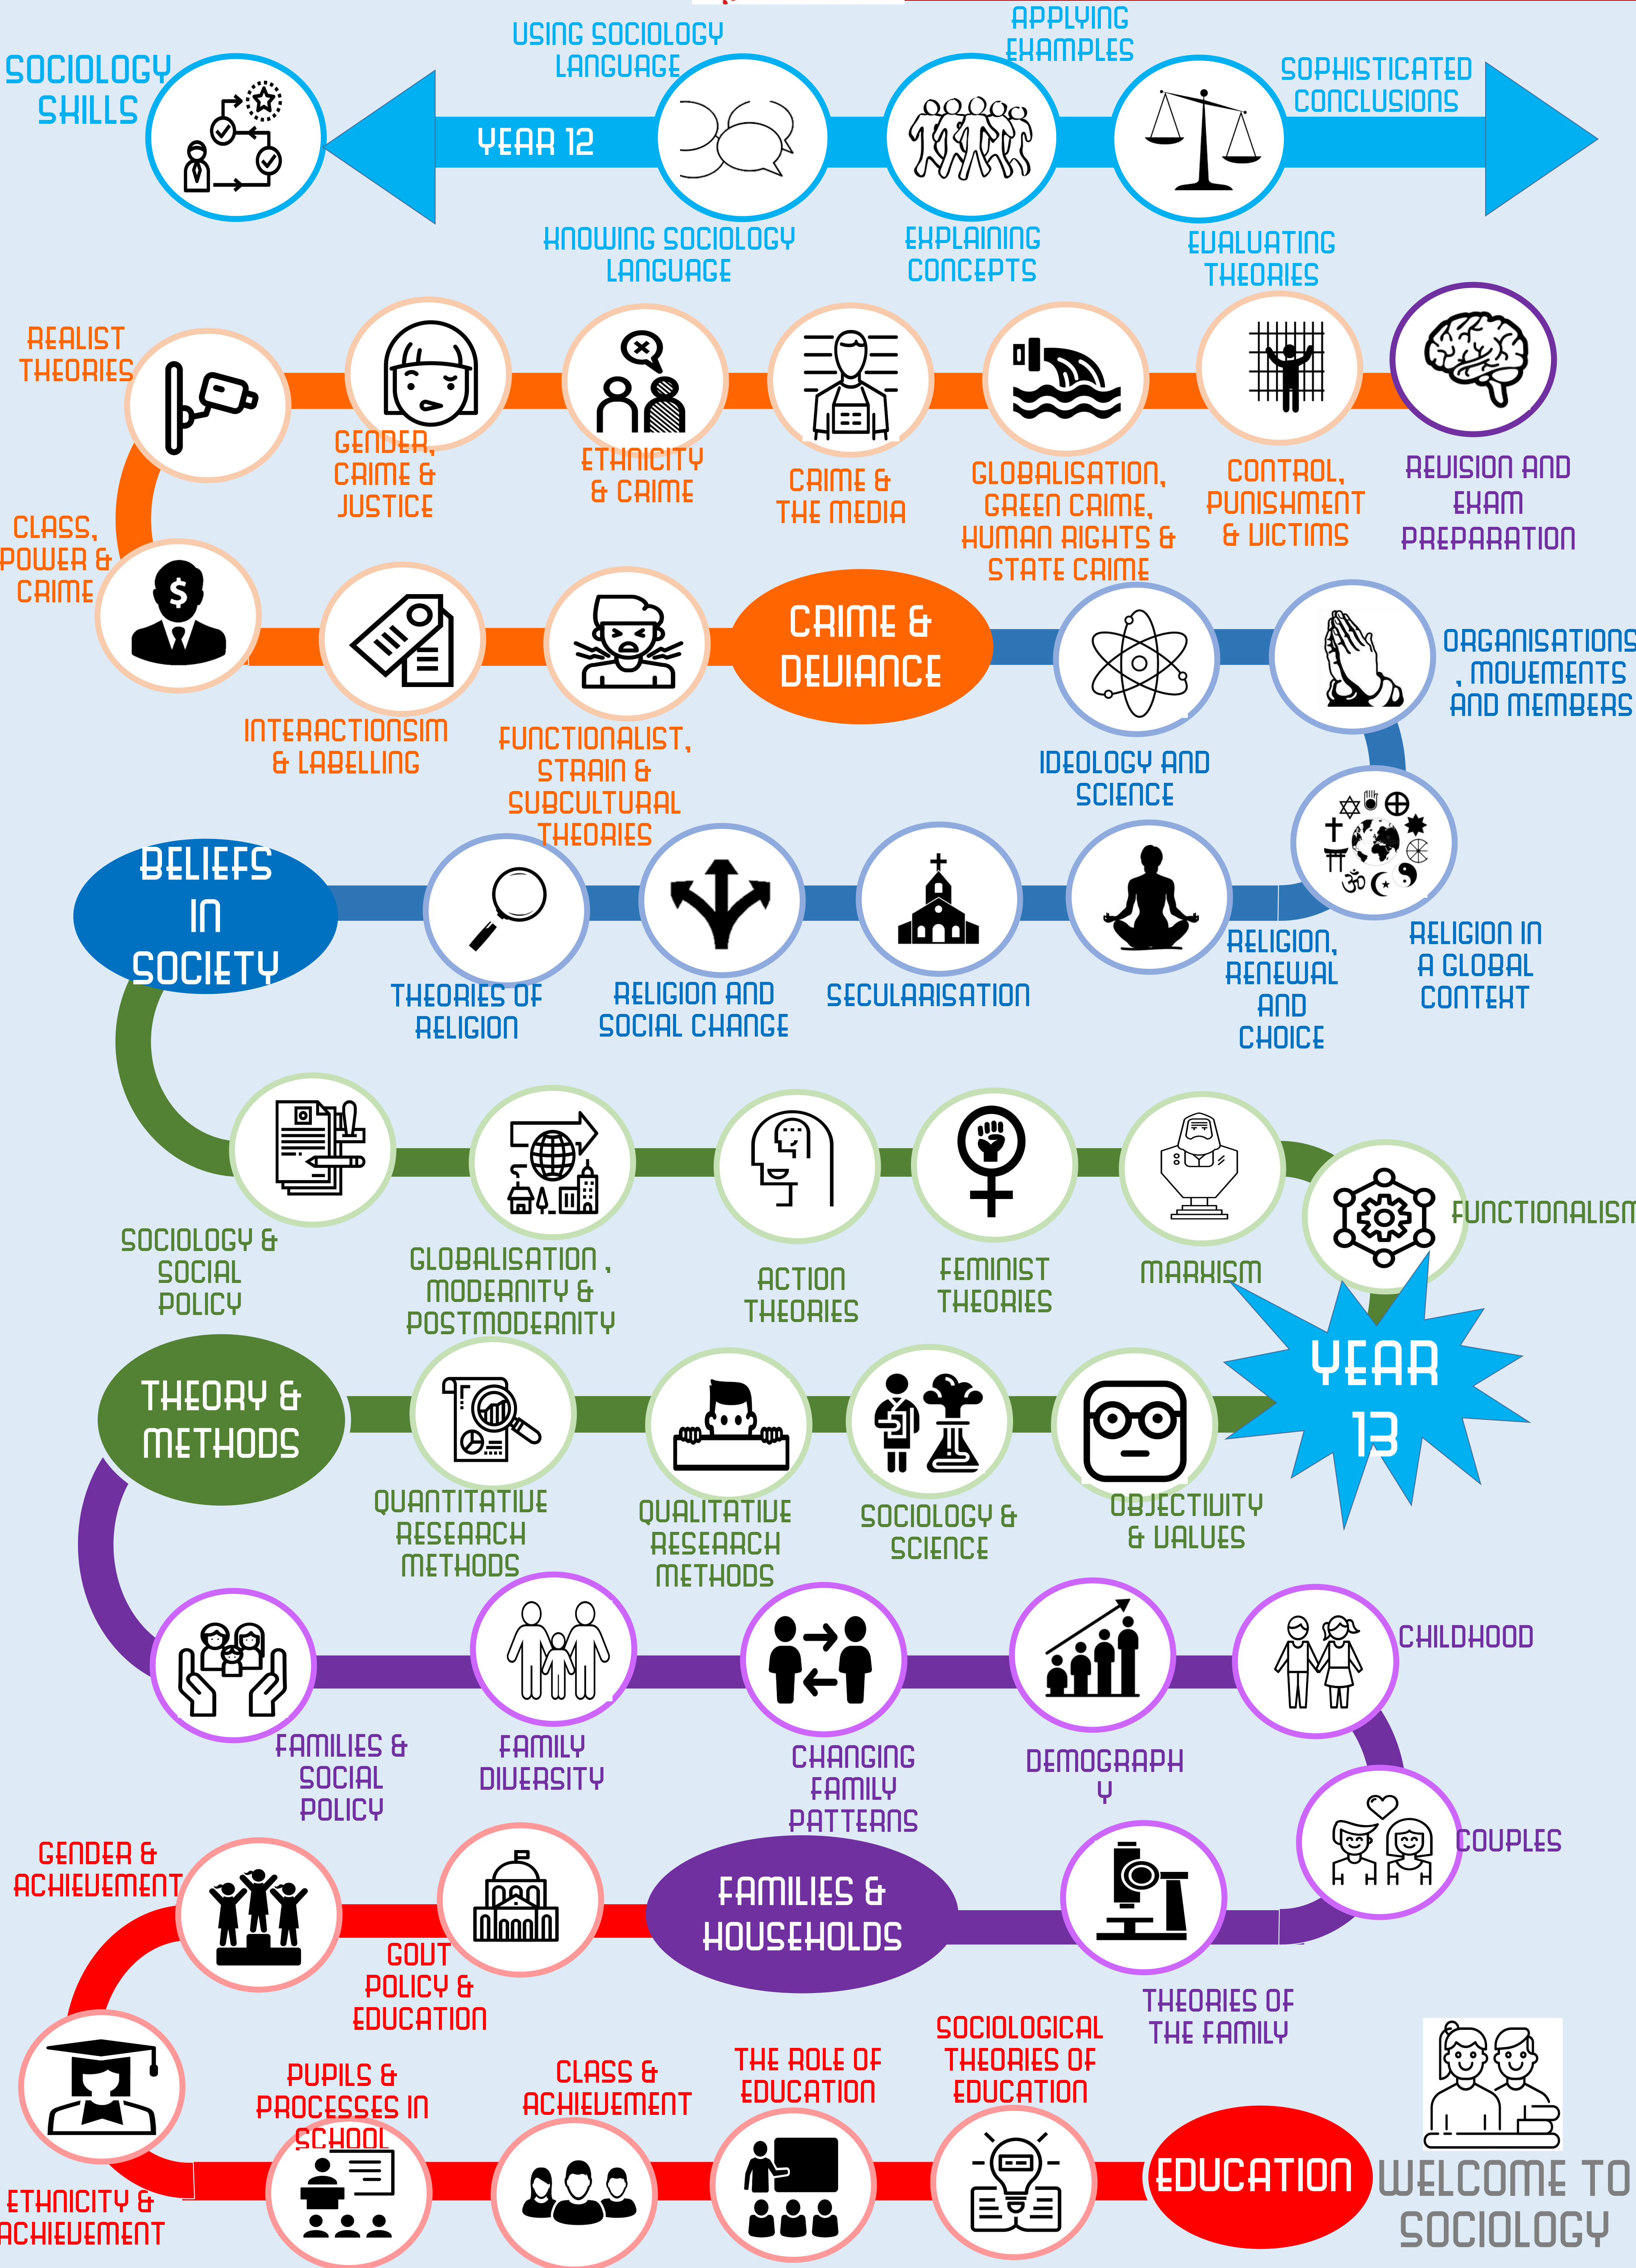 SOCIOLOGY
SKILLS
USING SOCIOLOGY
LANGUAGE
APPLYING
EXAMPLES
SOPHISTICATED
CONCLUSIONS
YEAR 12
KNOWING SOCIOLOGY
LANGUAGE
EXPLAINING
CONCEPTS
EVALUATING
THEORIES
REALIST
THEORIES
GENDER,
CRIME &
JUSTICE
ETHNICITY
& CRIME
CRIME &
THE MEDIA
GLOBALISATION,
GREEN CRIME,
HUMAN RIGHTS &
STATE CRIME
CONTROL,
PUNISHMENT
& VICTIMS
REVISION AND
EXAM
PREPARATION
CLASS,
POWER &
CRIME
$
INTERACTIONSIM
& LABELLING
FUNCTIONALIST,
STRAIN &
SUBCULTURAL
THEORIES
CRIME &
DEVIANCE
IDEOLOGY AND
SCIENCE
ORGANISATIONS
, MOVEMENTS
AND MEMBERS
BELIEFS
IN
SOCIETY
THEORIES OF
RELIGION
RELIGION AND
SOCIAL CHANGE
SECULARISATION
RELIGION,
RENEWAL
AND
CHOICE
RELIGION IN
A GLOBAL
CONTEXT
SOCIOLOGY &
SOCIAL
POLICY
GLOBALISATION ,
MODERNITY &
POSTMODERNITY
ACTION
THEORIES
FEMINIST
THEORIES
MARXISM
FUNCTIONALISM
THEORY &
METHODS
QUANTITATIVE
RESEARCH
METHODS
QUALITATIVE
RESEARCH
METHODS
SOCIOLOGY &
SCIENCE
OBJECTIVITY
& VALUES
YEAR
13
FAMILIES &
SOCIAL
POLICY
FAMILY
DIVERSITY
CHANGING
FAMILY
PATTERNS
DEMOGRAPH
Y
CHILDHOOD
COUPLES
GENDER &
ACHIEVEMENT
GOVT
POLICY &
EDUCATION
FAMILIES &
HOUSEHOLDS
THEORIES OF
THE FAMILY
ETHNICITY &
ACHIEVEMENT
PUPILS &
PROCESSES IN
SCHOOL
CLASS &
ACHIEVEMENT
THE ROLE OF
EDUCATION
SOCIOLOGICAL
THEORIES OF
EDUCATION
EDUCATION
WELCOME TO
SOCIOLOGY